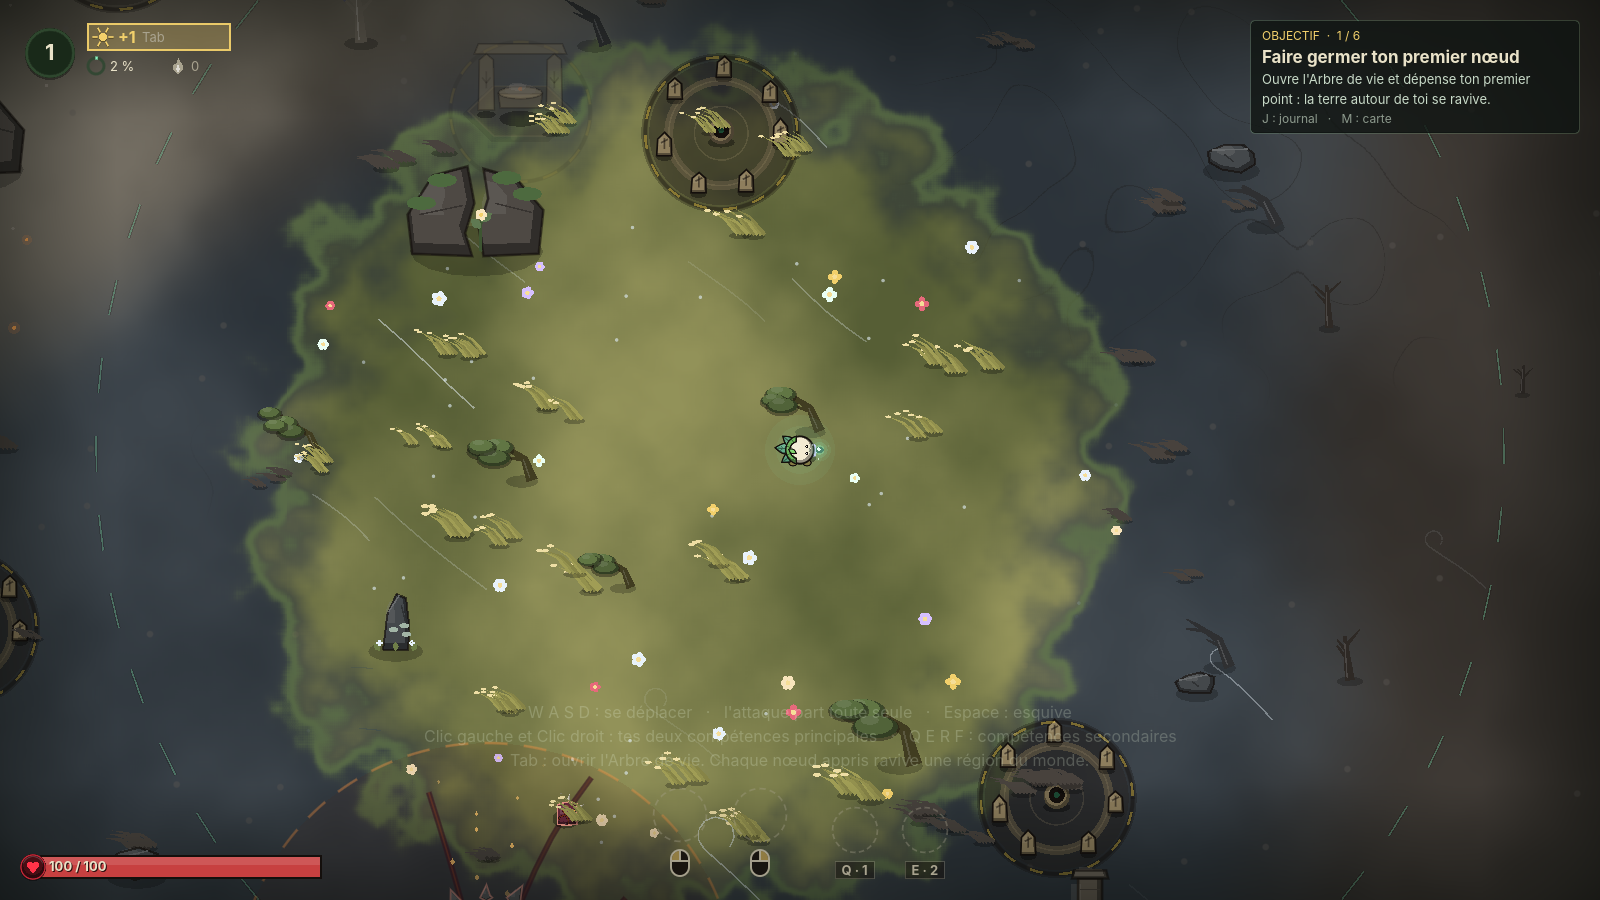 1
+1 Tab
2 %
0
OBJECTIF · 1 / 6
Faire germer ton premier nœud
Ouvre l'Arbre de vie et dépense ton premier
point : la terre autour de toi se ravive.
J : journal · M : carte
W A S D : se déplacer · l'attaque part toute seule · Espace : esquive
Clic gauche et Clic droit : tes deux compétences principales · Q E R F : compétences secondaires
Tab : ouvrir l'Arbre de vie. Chaque nœud appris ravive une région du monde.
100 / 100
Q · 1
E · 2